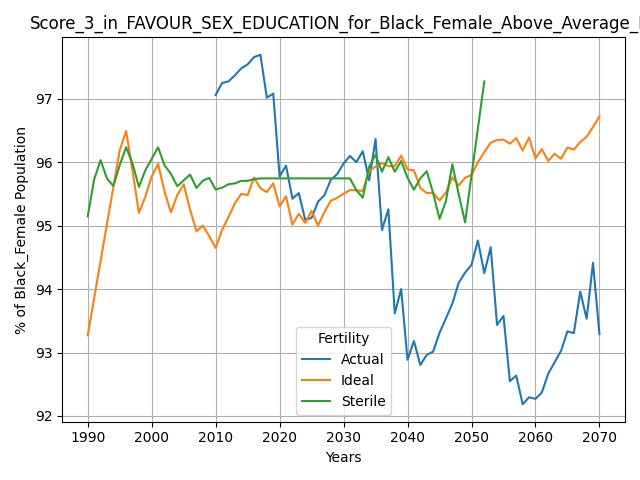 Score_3_in_FAVOUR_SEX_EDUCATION_for_Black_Female_Above_Average_
97
96
95
94
93
92
% of Black_Female Population
Fertility
Actual
Ideal
Sterile
1990 2000 2010 2020 2030 2040 2050 2060 2070
Years